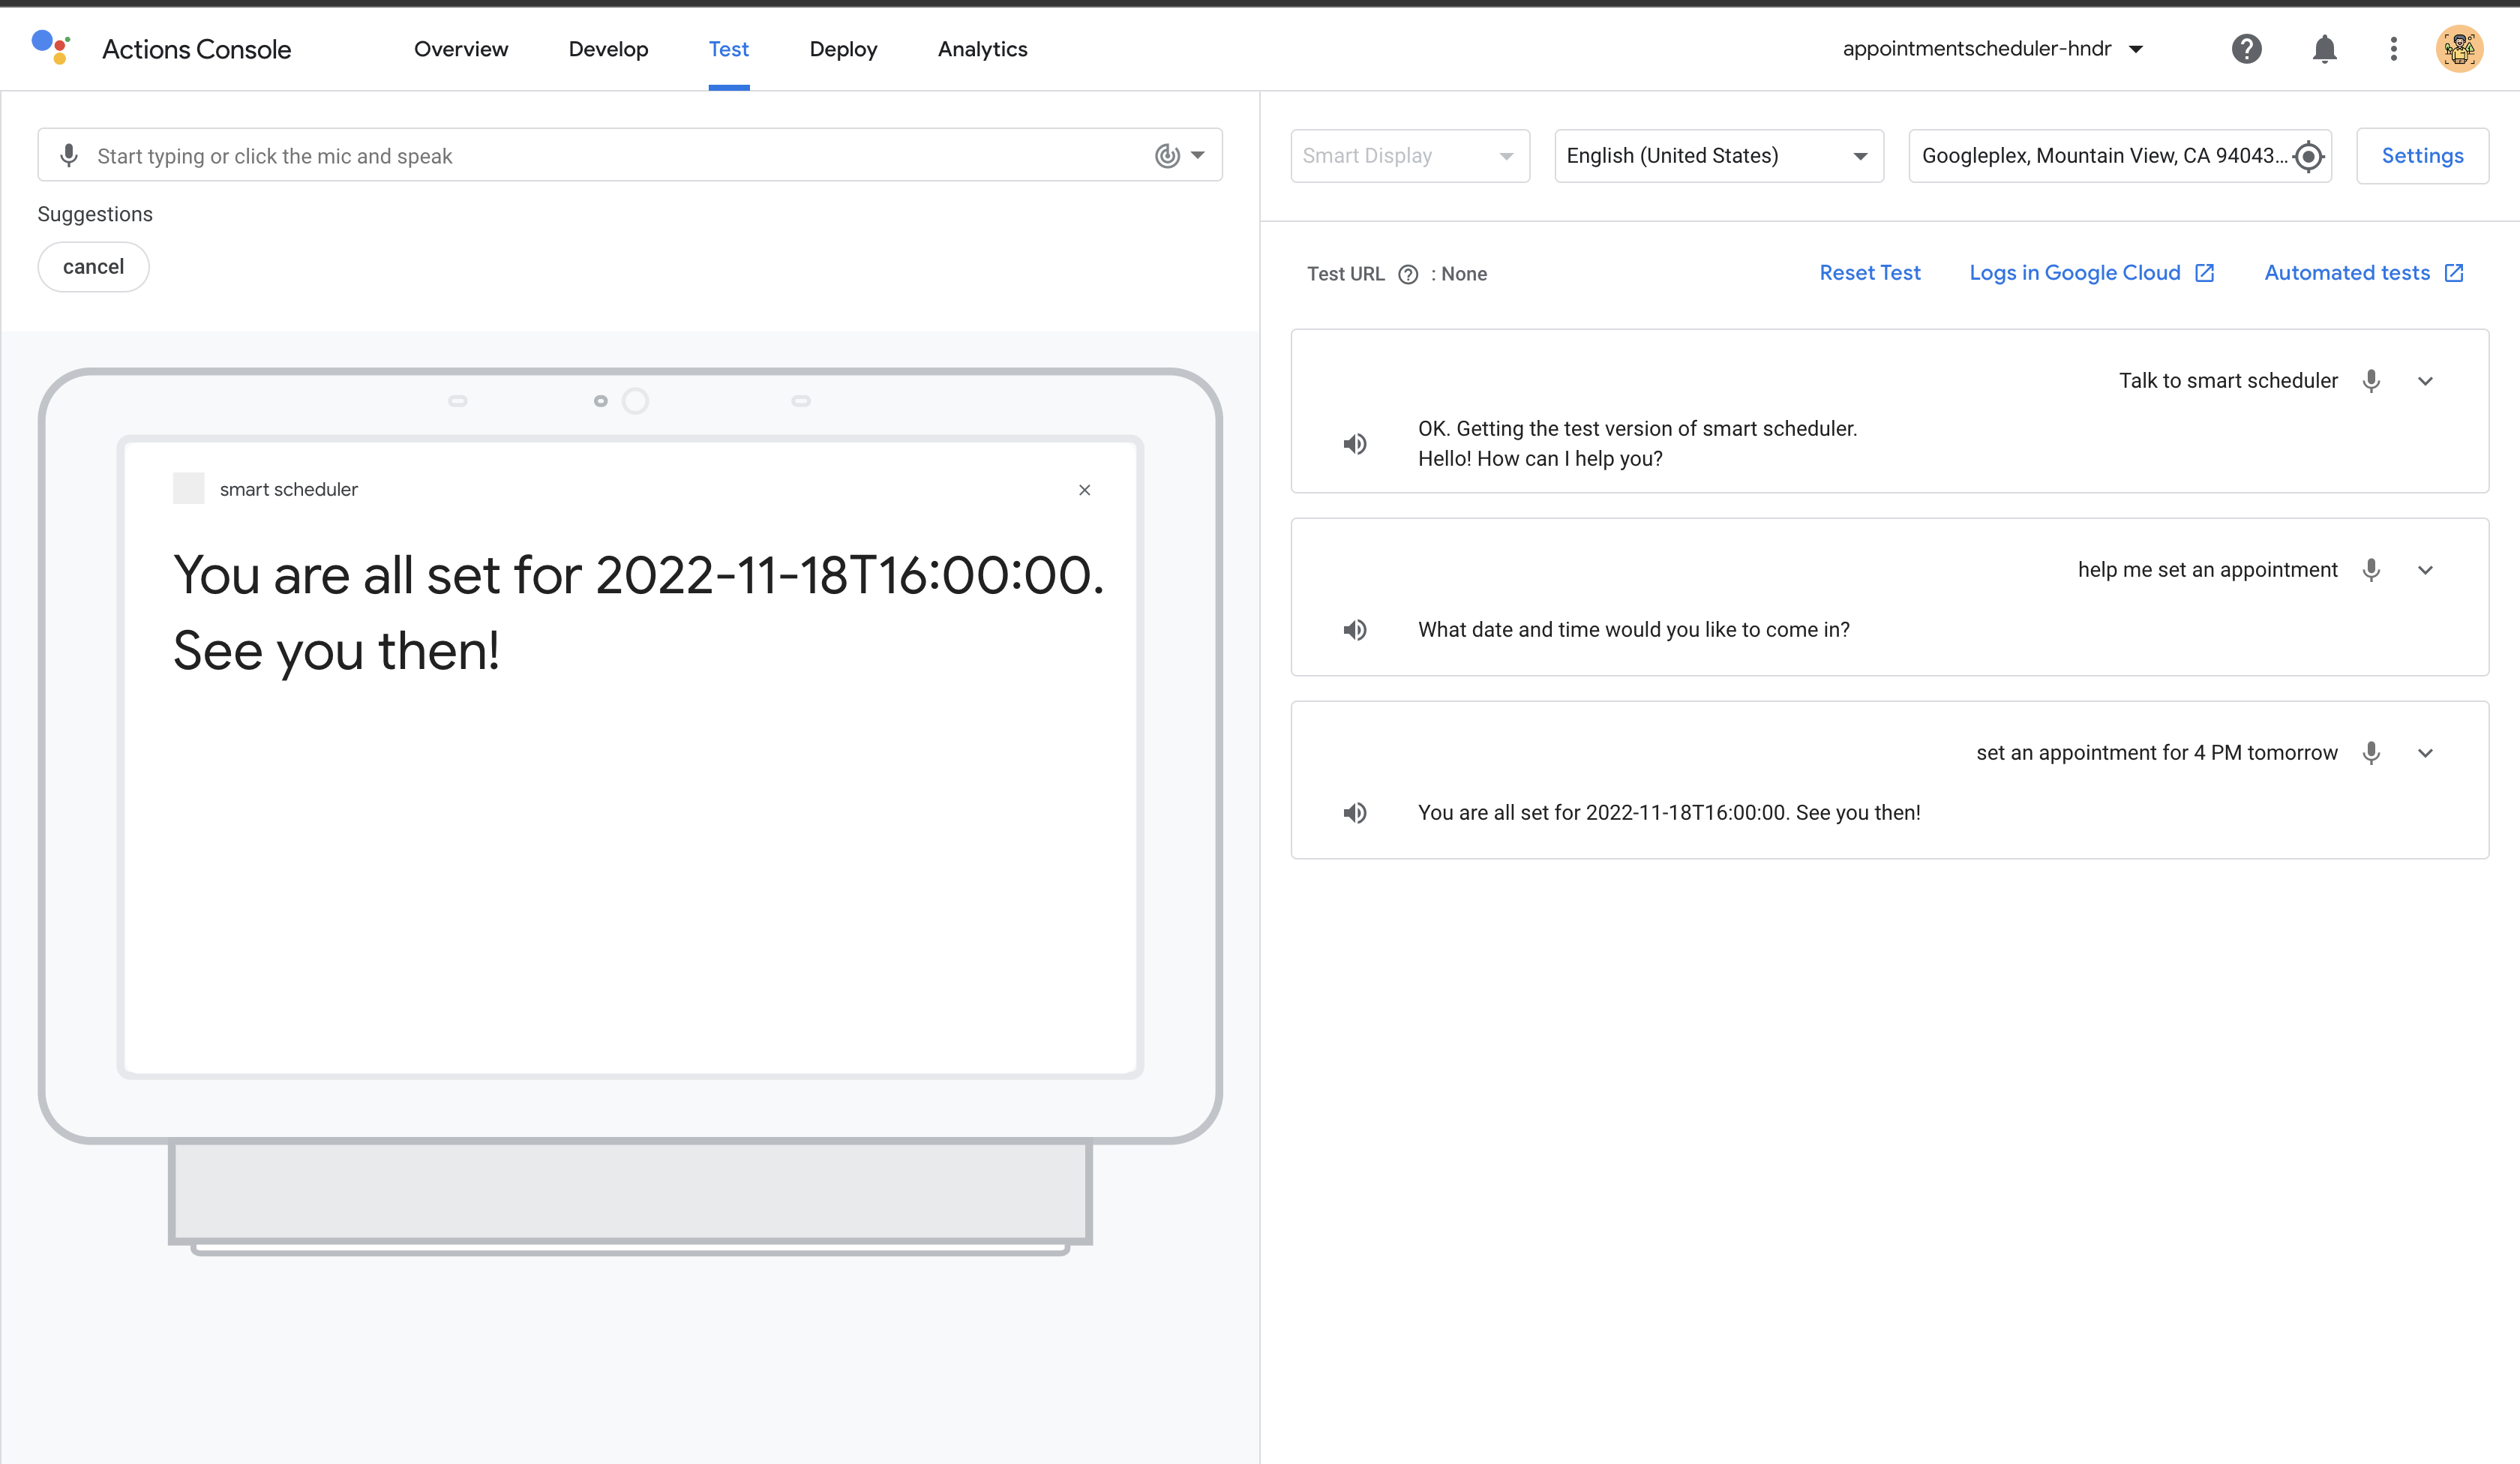 Actions Console
Overview
Develop
Test
Deploy
Analytics
appointmentscheduler-hndr
Start typing or click the mic and speak
Suggestions
cancel
smart scheduler
You are all set for 2022-11-18T16:00:00.
See you then!
Smart Display
English (United States)
Googleplex, Mountain View, CA 94043...
Settings
Test URL ? : None
Reset Test
Logs in Google Cloud
Automated tests
Talk to smart scheduler
OK. Getting the test version of smart scheduler.
Hello! How can I help you?
help me set an appointment
What date and time would you like to come in?
set an appointment for 4 PM tomorrow
You are all set for 2022-11-18T16:00:00. See you then!